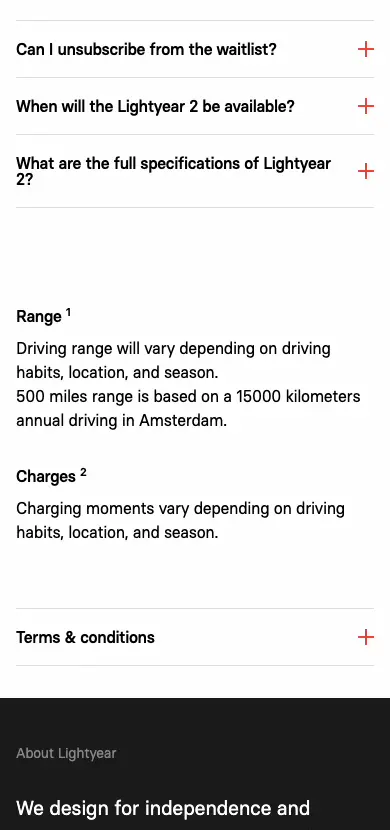 Can I unsubscribe from the waitlist?
When will the Lightyear 2 be available?
What are the full specifications of Lightyear
2?
Range 1
Driving range will vary depending on driving
habits, location, and season.
500 miles range is based on a 15000 kilometers
annual driving in Amsterdam.
Charges 2
Charging moments vary depending on driving
habits, location, and season.
Terms & conditions
About Lightyear
We design for independence and